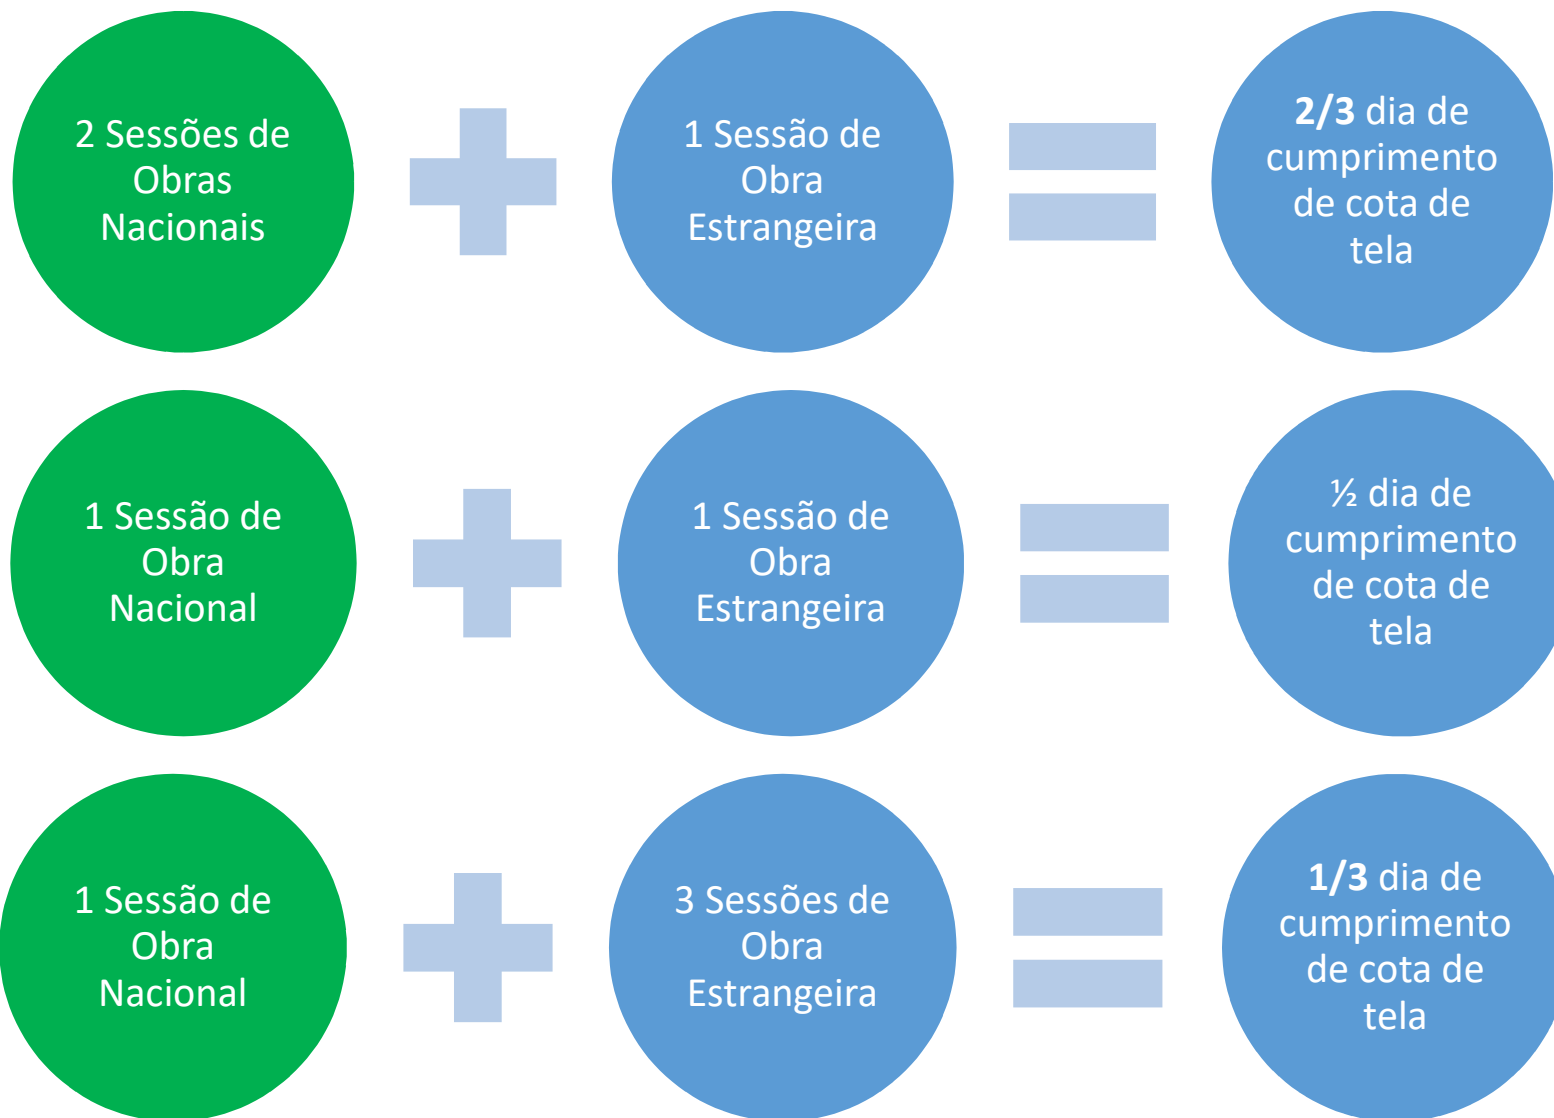 2 Sessões de
Obras
Nacionais
1 Sessão de
Obra
Estrangeira
2/3 dia de
cumprimento
de cota de
tela
1 Sessão de
Obra
Nacional
1 Sessão de
Obra
Estrangeira
½ dia de
cumprimento
de cota de
tela
1 Sessão de
Obra
Nacional
3 Sessões de
Obra
Estrangeira
1/3 dia de
cumprimento
de cota de
tela